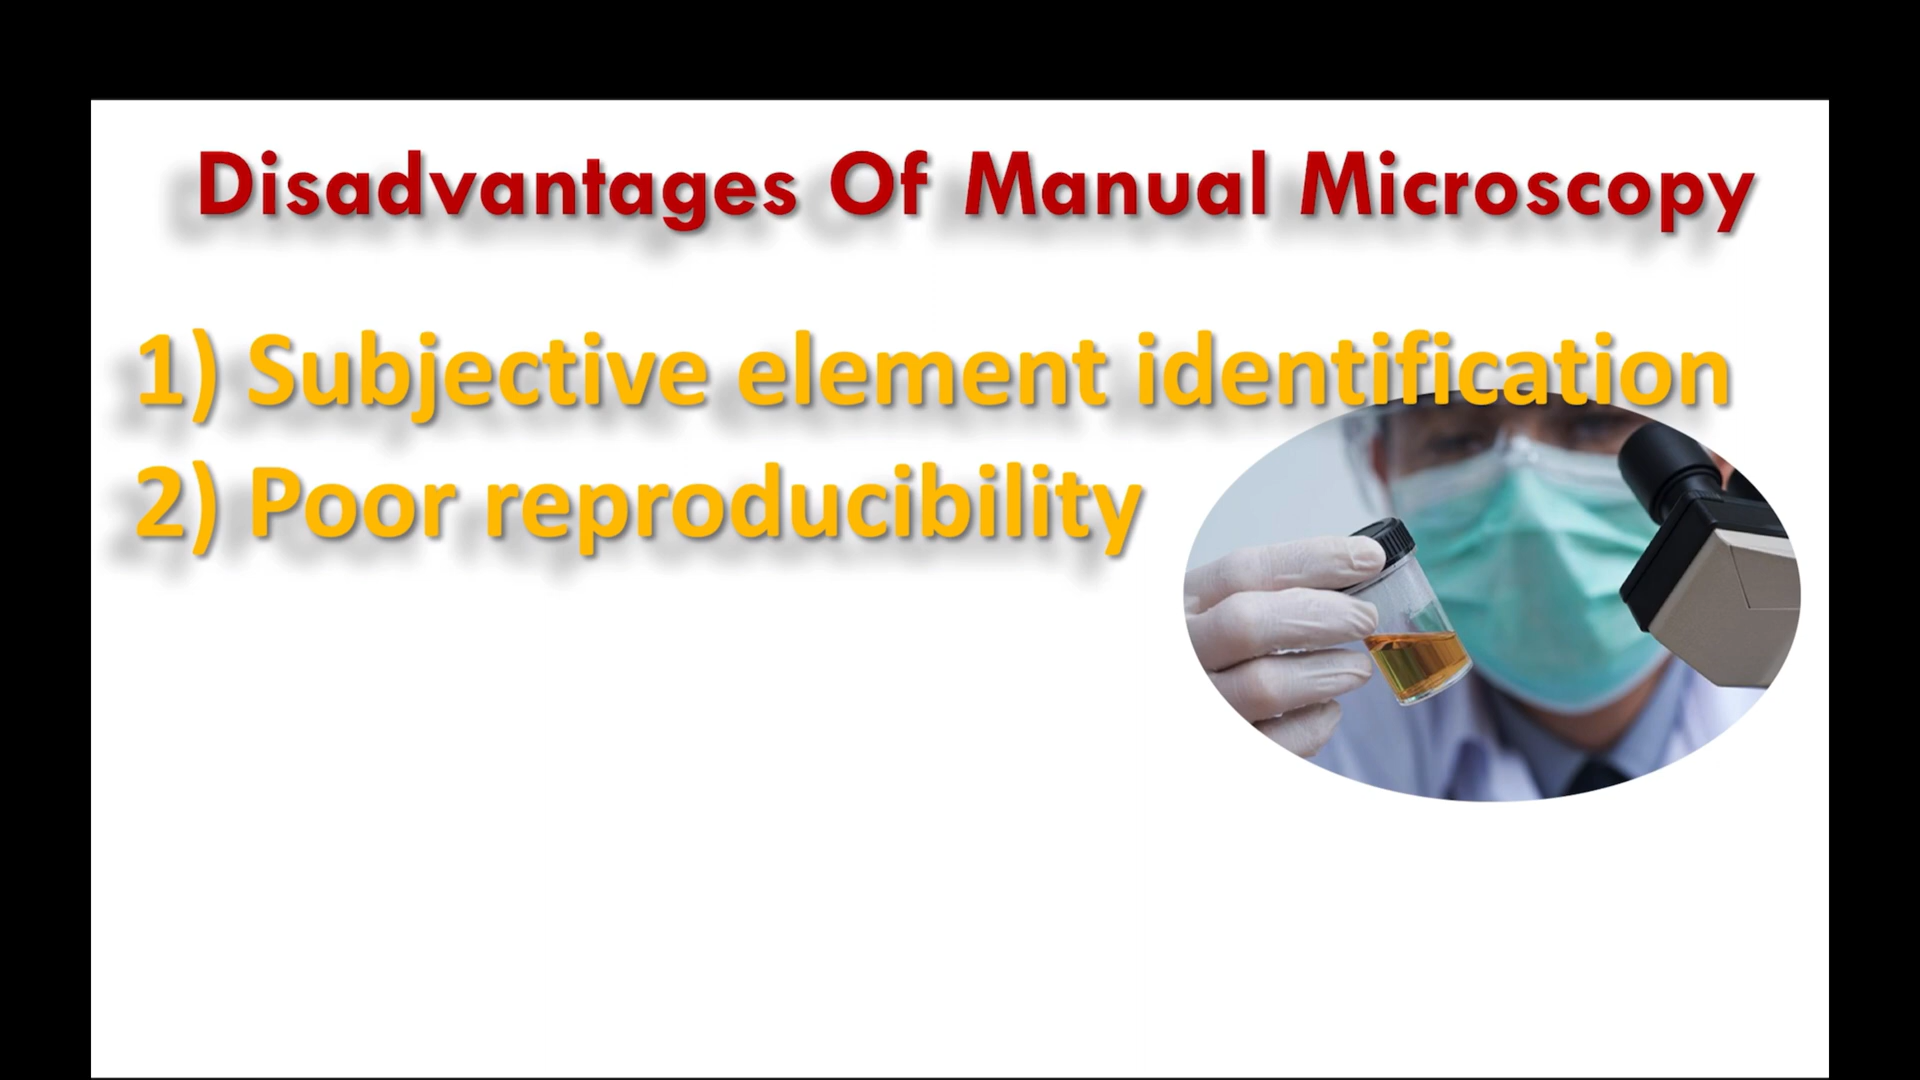 Disadvantages Of Manual Microscopy
1) Subjective element identification
2) Poor reproducibility